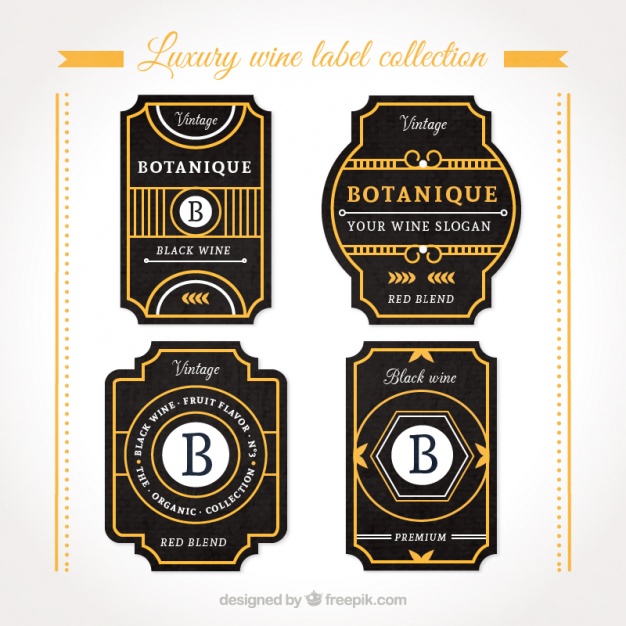 Luxury wine label collection
Vintage
BOTANIQUE
B
BLACK WINE
Vintage
BOTANIQUE
YOUR WINE SLOGAN
RED BLEND
Vintage
BLACK WINE · FRUIT FLAVOR · Nº3 · THE · ORGANIC · COLLECTION ·
B
RED BLEND
Black wine
B
PREMIUM
designed by freepik.com